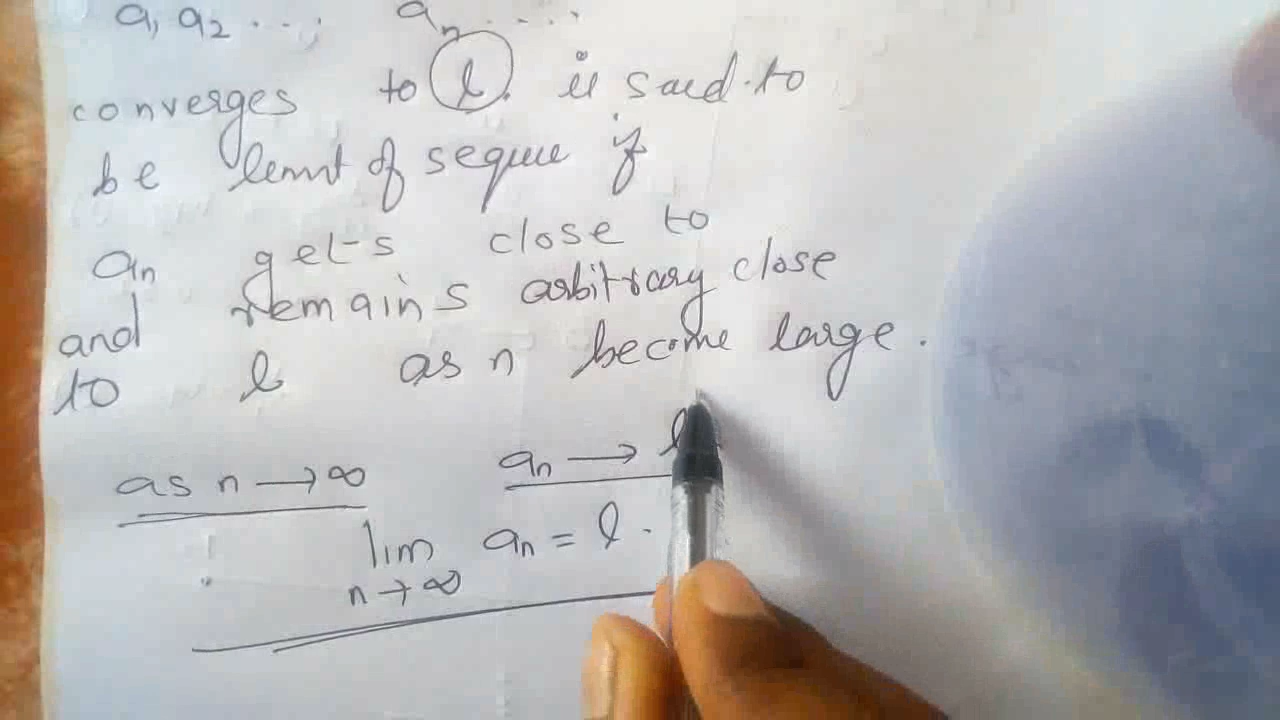 a₁ a₂ ...; aₙ ....
converges to l. is said to
be limit of seque if
aₙ gets close to
and remains arbitrary close
to l as n become large.
as n → ∞ aₙ → l
lim aₙ = l.
n → ∞